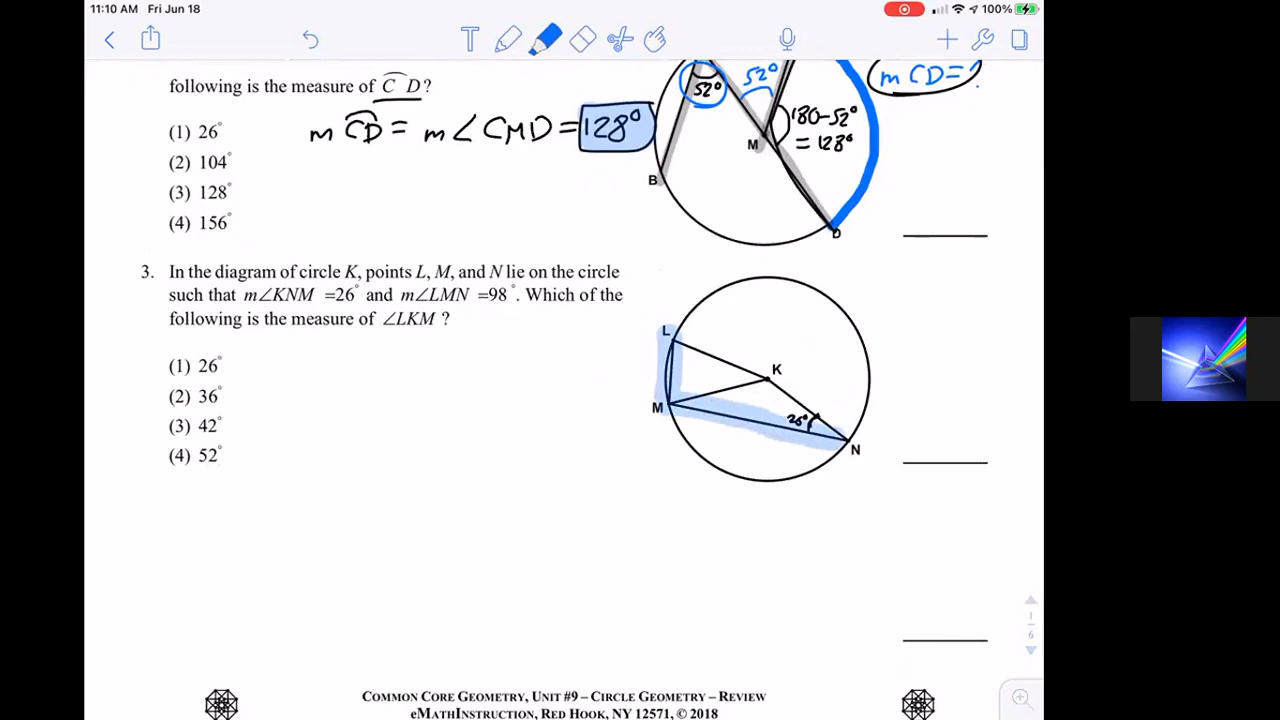 11:10 AM Fri Jun 18
100%
T
following is the measure of CD?
(1) 26°
(2) 104°
(3) 128°
(4) 156°
m CD = m∠CMD = 128°
52°
52°
m CD = ?
180-52°
= 128°
M
B
D
3. In the diagram of circle K, points L, M, and N lie on the circle
such that m∠KNM =26° and m∠LMN =98°. Which of the
following is the measure of ∠LKM ?
(1) 26°
(2) 36°
(3) 42°
(4) 52°
L
K
M
26°
N
1
6
COMMON CORE GEOMETRY, UNIT #9 – CIRCLE GEOMETRY – REVIEW
eMATHINSTRUCTION, RED HOOK, NY 12571, © 2018